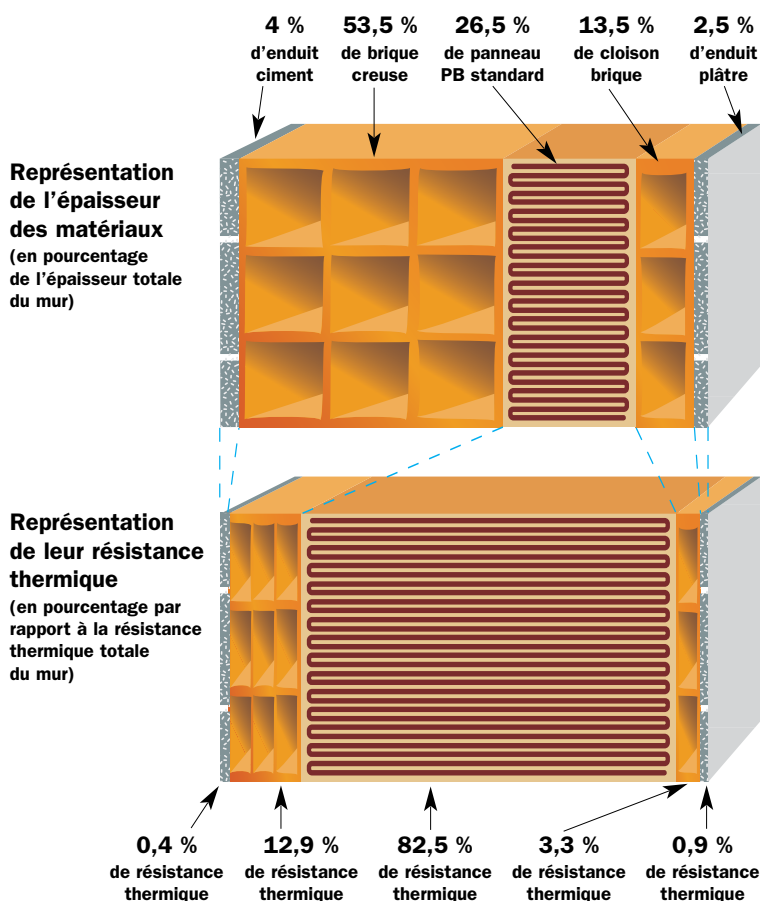 4 %
d'enduit
ciment
53,5 %
de brique
creuse
26,5 %
de panneau
PB standard
13,5 %
de cloison
brique
2,5 %
d'enduit
plâtre
Représentation
de l'épaisseur
des matériaux
(en pourcentage
de l'épaisseur totale
du mur)
Représentation
de leur résistance
thermique
(en pourcentage par
rapport à la résistance
thermique totale
du mur)
0,4 %
de résistance
thermique
12,9 %
de résistance
thermique
82,5 %
de résistance
thermique
3,3 %
de résistance
thermique
0,9 %
de résistance
thermique